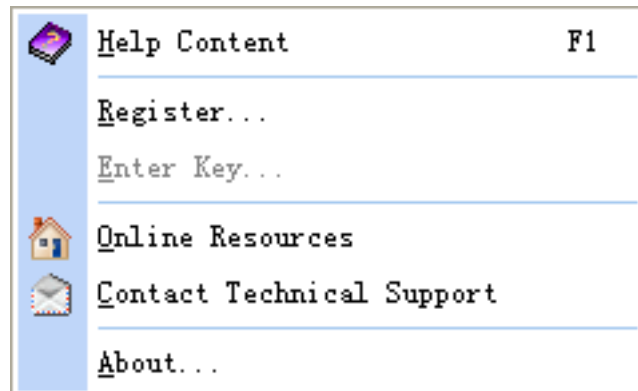 Help Content F1
Register...
Enter Key...
Online Resources
Contact Technical Support
About...